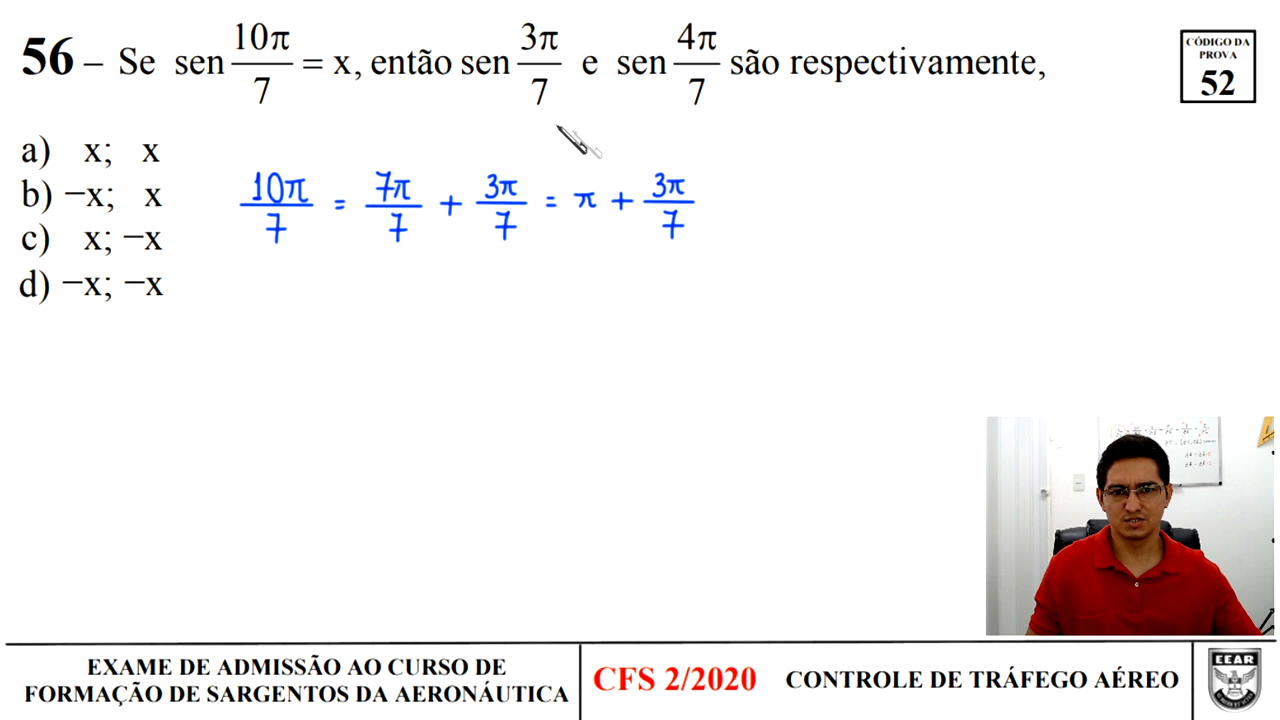 56 – Se sen 10π/7 = x, então sen 3π/7 e sen 4π/7 são respectivamente,
CÓDIGO DA
PROVA
52
a) x; x
b) −x; x
c) x; −x
d) −x; −x
10π/7 = 7π/7 + 3π/7 = π + 3π/7
EXAME DE ADMISSÃO AO CURSO DE
FORMAÇÃO DE SARGENTOS DA AERONÁUTICA
CFS 2/2020
CONTROLE DE TRÁFEGO AÉREO
EEAR